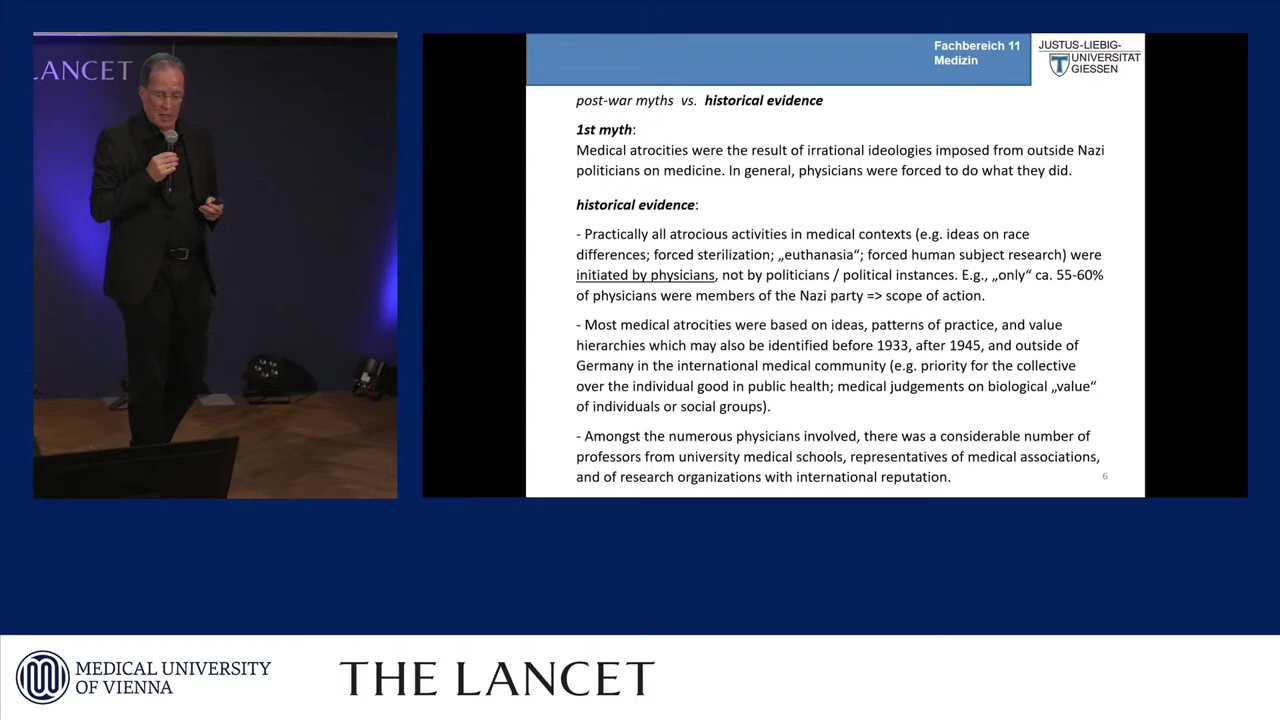 LANCET
Fachbereich 11
Medizin
JUSTUS-LIEBIG-
UNIVERSITAT
GIESSEN
post-war myths vs. historical evidence
1st myth:
Medical atrocities were the result of irrational ideologies imposed from outside Nazi
politicians on medicine. In general, physicians were forced to do what they did.
historical evidence:
- Practically all atrocious activities in medical contexts (e.g. ideas on race
differences; forced sterilization; „euthanasia“; forced human subject research) were
initiated by physicians, not by politicians / political instances. E.g., „only“ ca. 55-60%
of physicians were members of the Nazi party => scope of action.
- Most medical atrocities were based on ideas, patterns of practice, and value
hierarchies which may also be identified before 1933, after 1945, and outside of
Germany in the international medical community (e.g. priority for the collective
over the individual good in public health; medical judgements on biological „value“
of individuals or social groups).
- Amongst the numerous physicians involved, there was a considerable number of
professors from university medical schools, representatives of medical associations,
and of research organizations with international reputation.
6
MEDICAL UNIVERSITY
OF VIENNA
THE LANCET